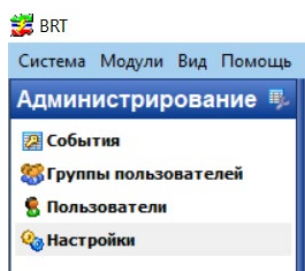 BRT
Система Модули Вид Помощь
Администрирование
События
Группы пользователей
Пользователи
Настройки